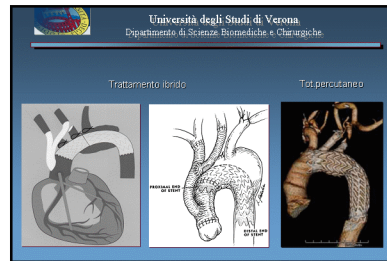 Università degli Studi di Verona
Dipartimento di Scienze Biomediche e Chirurgiche
Trattamento ibrido
Tot.percutaneo
PROXIMAL END
OF STENT
DISTAL END
OF STENT